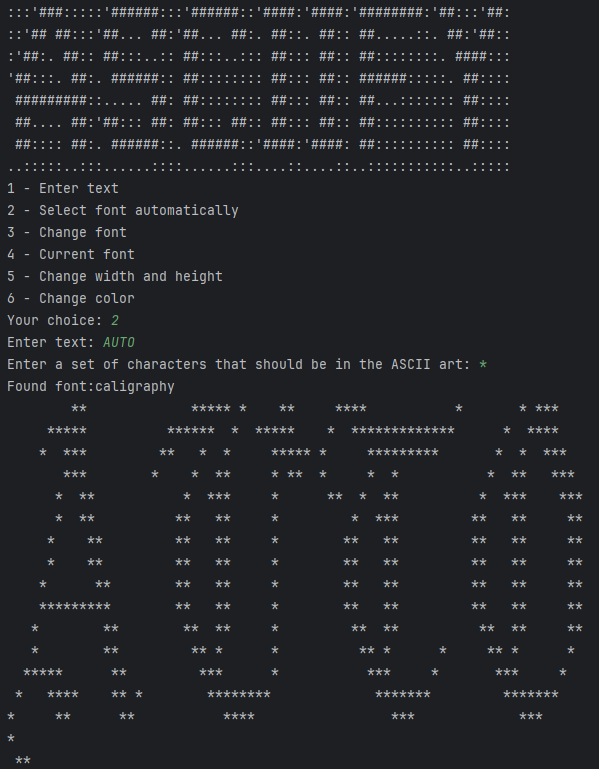 ASCIIFY
1 - Enter text
2 - Select font automatically
3 - Change font
4 - Current font
5 - Change width and height
6 - Change color
Your choice: 2
Enter text: AUTO
Enter a set of characters that should be in the ASCII art: *
Found font:caligraphy
AUTO